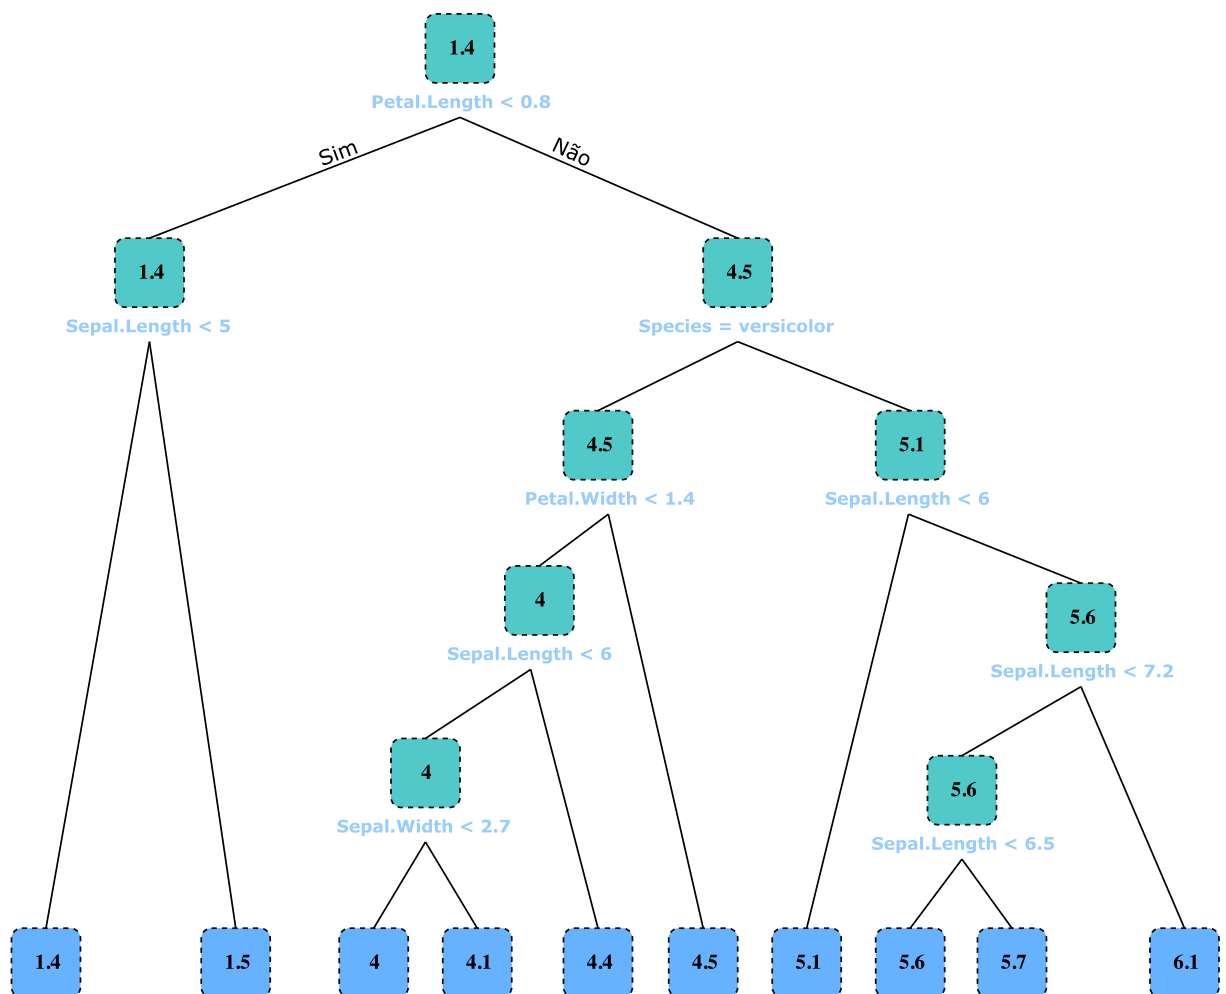 1.4
Petal.Length < 0.8
Sim
Não
1.4
4.5
Sepal.Length < 5
Species = versicolor
4.5
5.1
Petal.Width < 1.4
Sepal.Length < 6
4
5.6
Sepal.Length < 6
Sepal.Length < 7.2
4
5.6
Sepal.Width < 2.7
Sepal.Length < 6.5
1.4
1.5
4
4.1
4.4
4.5
5.1
5.6
5.7
6.1